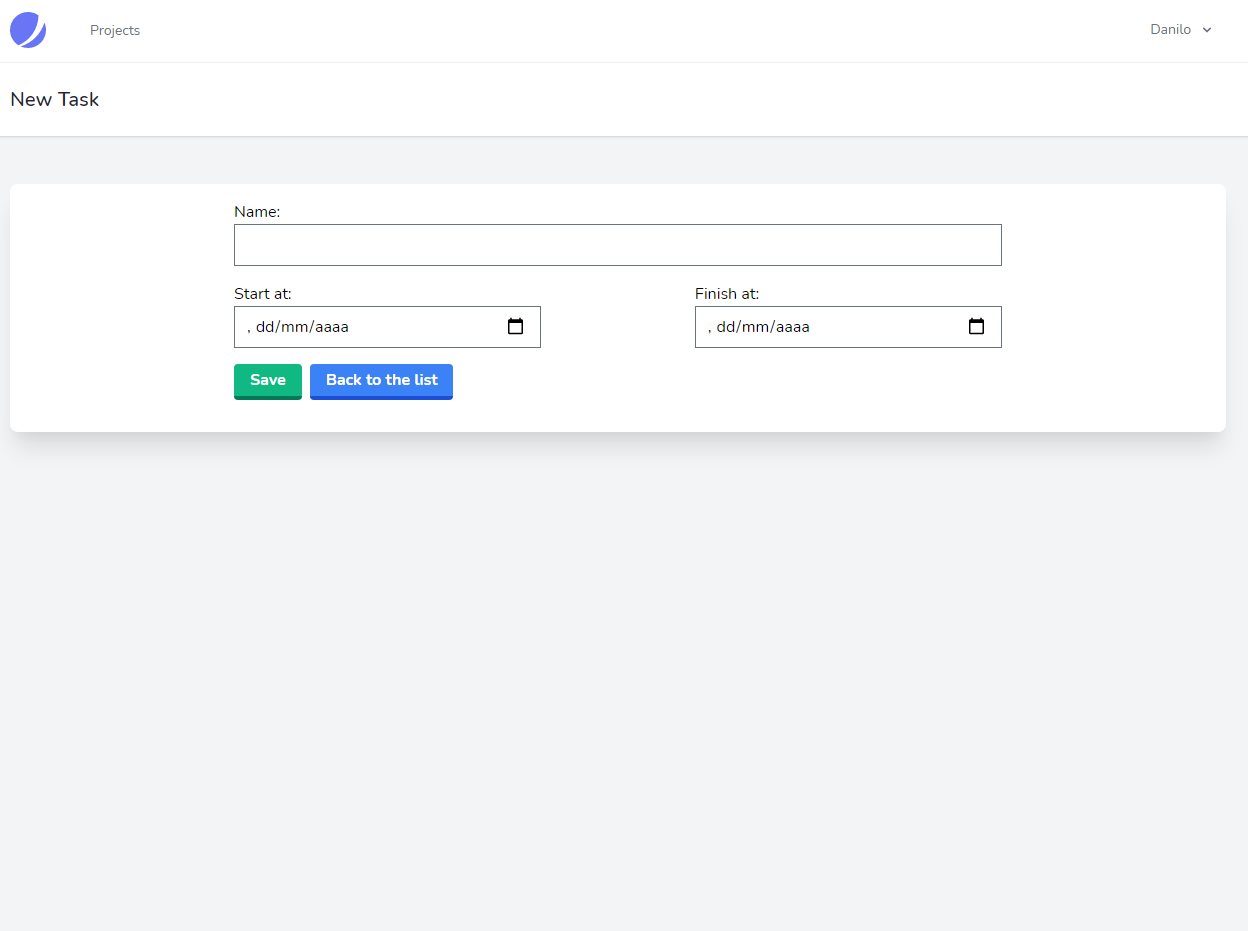 Projects
Danilo
New Task
Name:
Start at:
Finish at:
, dd/mm/aaaa
, dd/mm/aaaa
Save
Back to the list